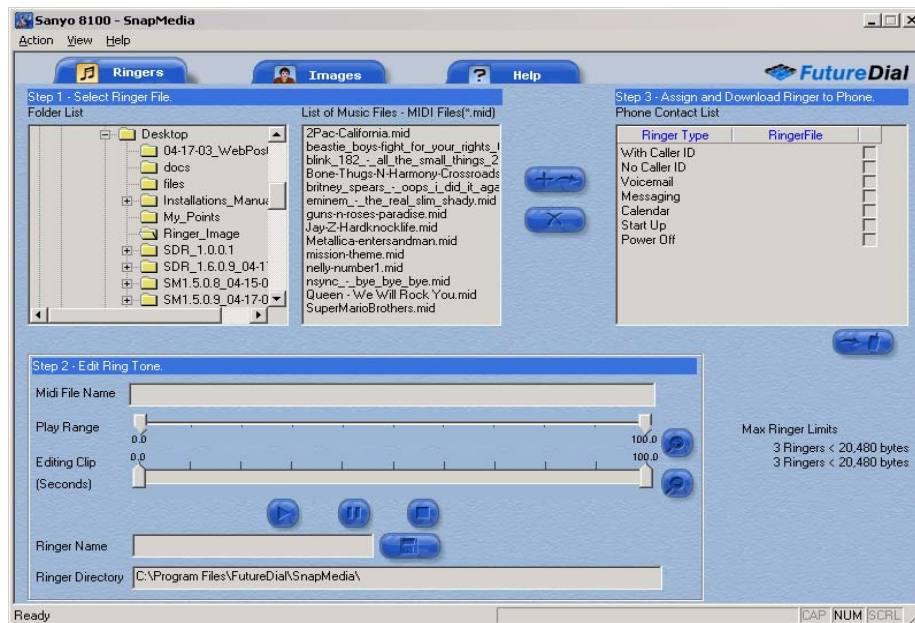 Sanyo 8100 - SnapMedia
Action View Help
Ringers
Images
? Help
FutureDial
Step 1 - Select Ringer File.
Folder List
List of Music Files - MIDI Files(*.mid)
Desktop
04-17-03_WebPost
docs
files
Installations_Manua
My_Points
Ringer_Image
SDR_1.0.0.1
SDR_1.6.0.9_04-1
SM1.5.0.8_04-15-0
SM1.5.0.9_04-17-0
2Pac-California.mid
beastie_boys-fight_for_your_rights_
blink_182_-_all_the_small_things_2
Bone-Thugs-N-Harmony-Crossroads
britney_spears_-_oops_i_did_it_aga
eminem_-_the_real_slim_shady.mid
guns-n-roses-paradise.mid
Jay-Z-Hardknocklife.mid
Metallica-entersandman.mid
mission-theme.mid
nelly-number1.mid
nsync_-_bye_bye_bye.mid
Queen - We Will Rock You.mid
SuperMarioBrothers.mid
Step 3 - Assign and Download Ringer to Phone.
Phone Contact List
Ringer Type RingerFile
With Caller ID
No Caller ID
Voicemail
Messaging
Calendar
Start Up
Power Off
Step 2 - Edit Ring Tone.
Midi File Name
Play Range
0.0 100.0
Editing Clip
0.0 100.0
(Seconds)
Ringer Name
Ringer Directory C:\Program Files\FutureDial\SnapMedia\
Max Ringer Limits
3 Ringers < 20,480 bytes
3 Ringers < 20,480 bytes
Ready
CAP NUM SCRL